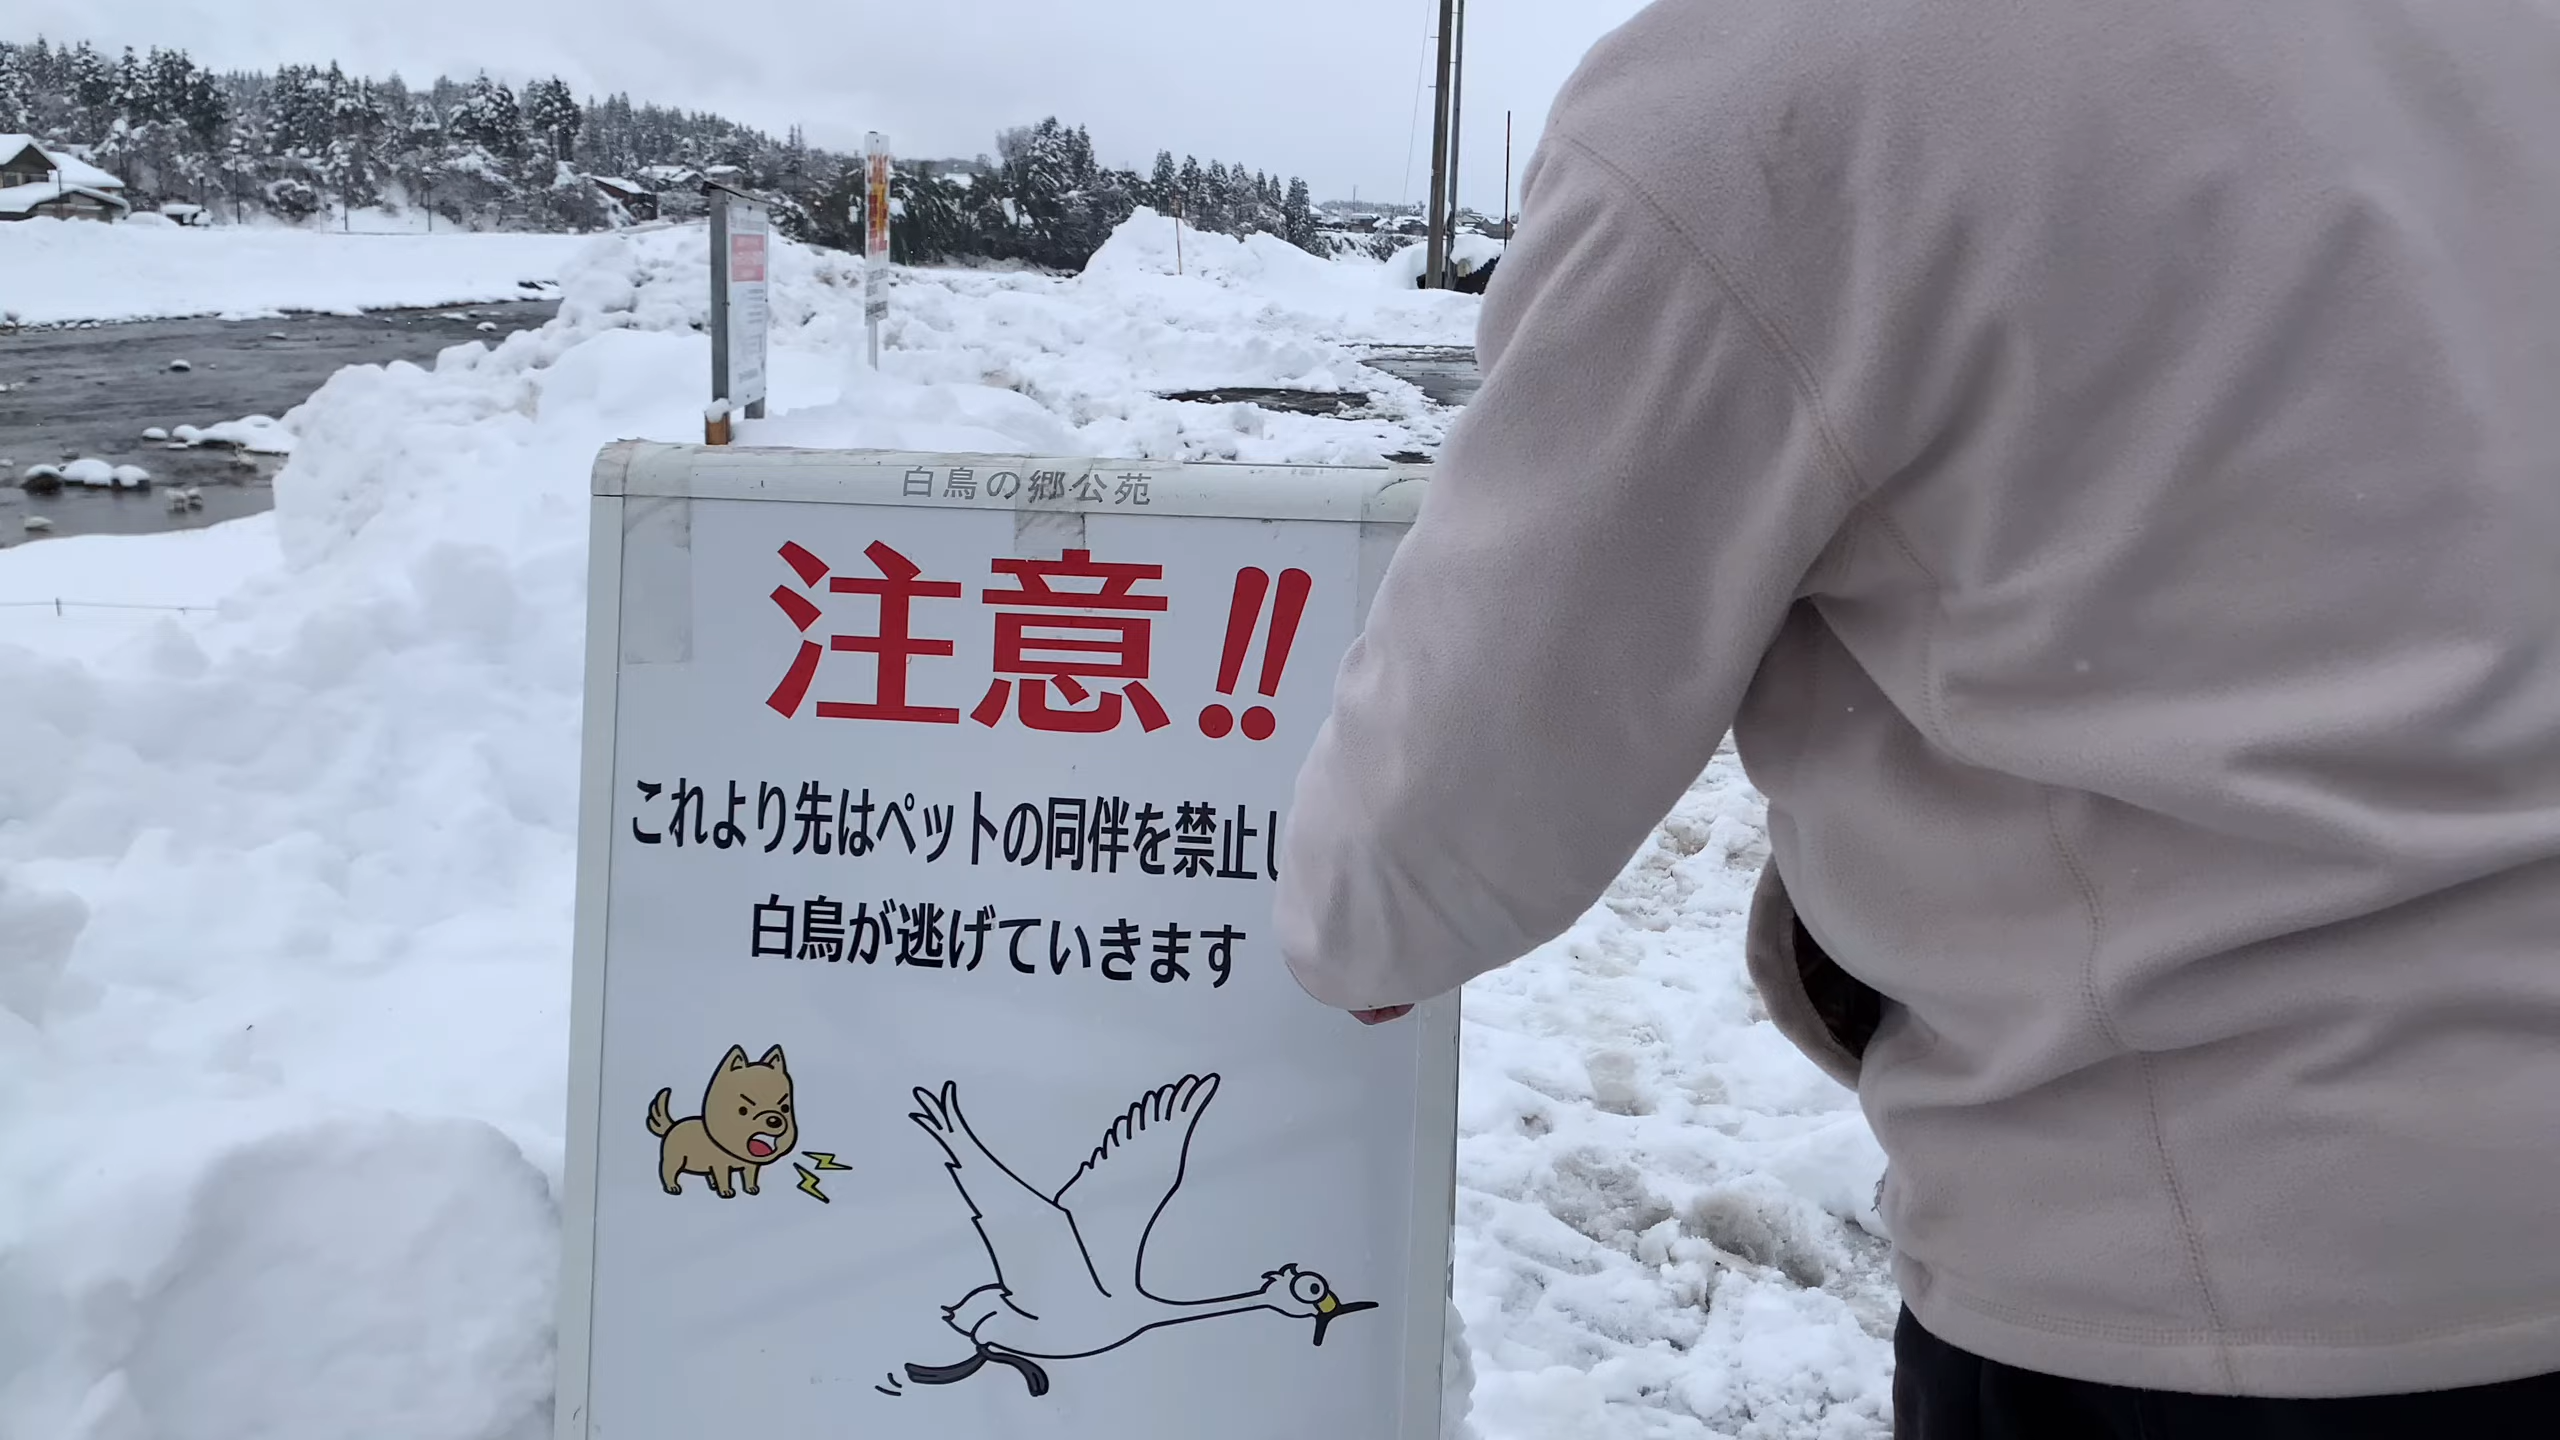 白鳥の郷公苑
注意!!
これより先はペットの同伴を禁止し
白鳥が逃げていきます